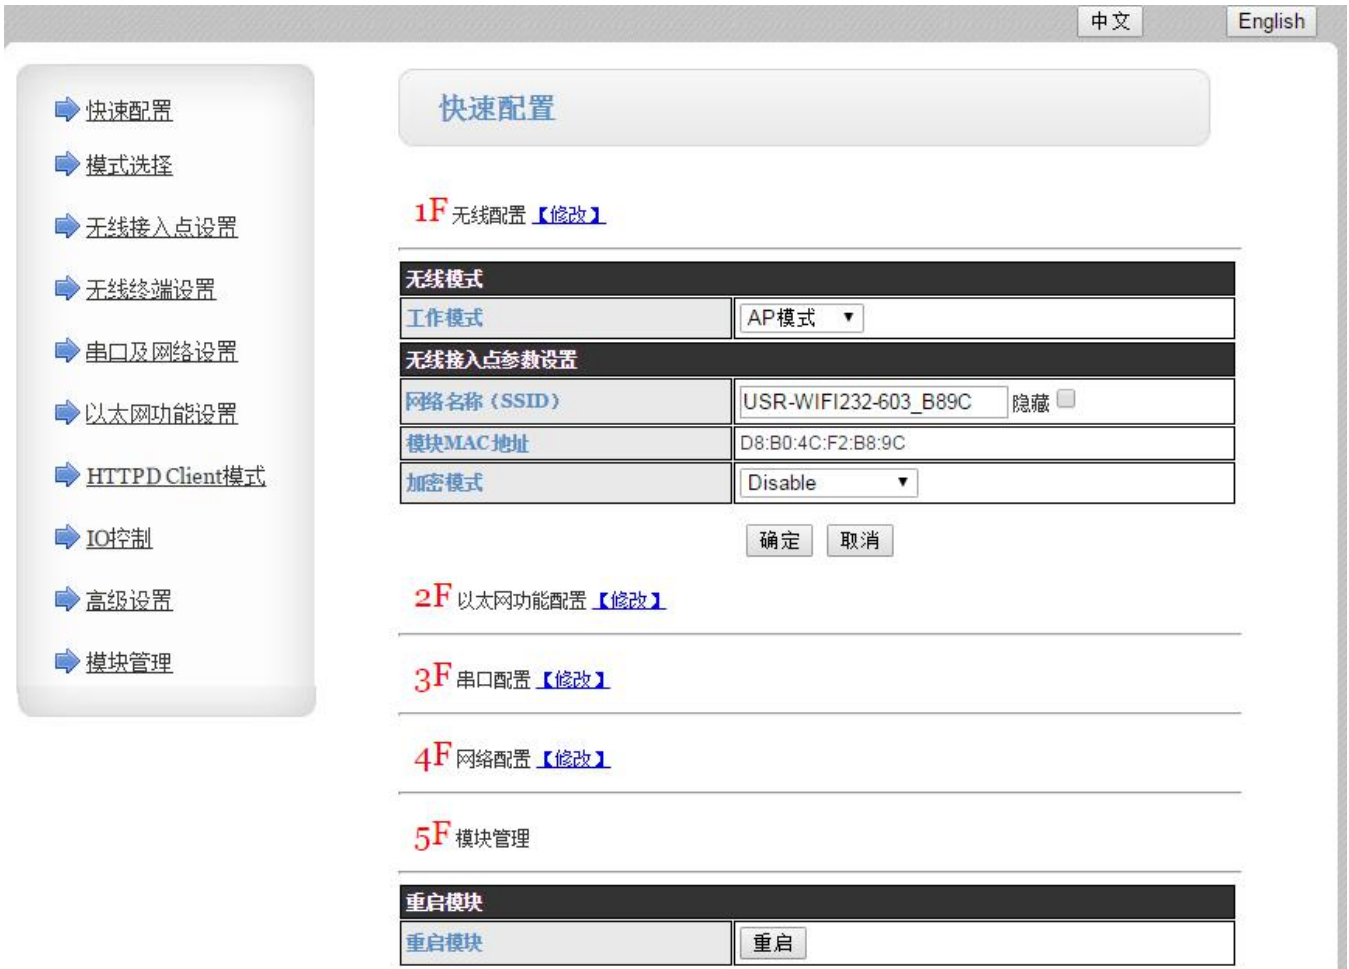 中文 English
快速配置
模式选择
无线接入点设置
无线终端设置
串口及网络设置
以太网功能设置
HTTPD Client模式
IO控制
高级设置
模块管理
快速配置
1F 无线配置 【修改】
无线模式
工作模式 AP模式
无线接入点参数设置
网络名称（SSID） USR-WIFI232-603_B89C 隐藏
模块MAC地址 D8:B0:4C:F2:B8:9C
加密模式 Disable
确定 取消
2F 以太网功能配置 【修改】
3F 串口配置 【修改】
4F 网络配置 【修改】
5F 模块管理
重启模块
重启模块 重启